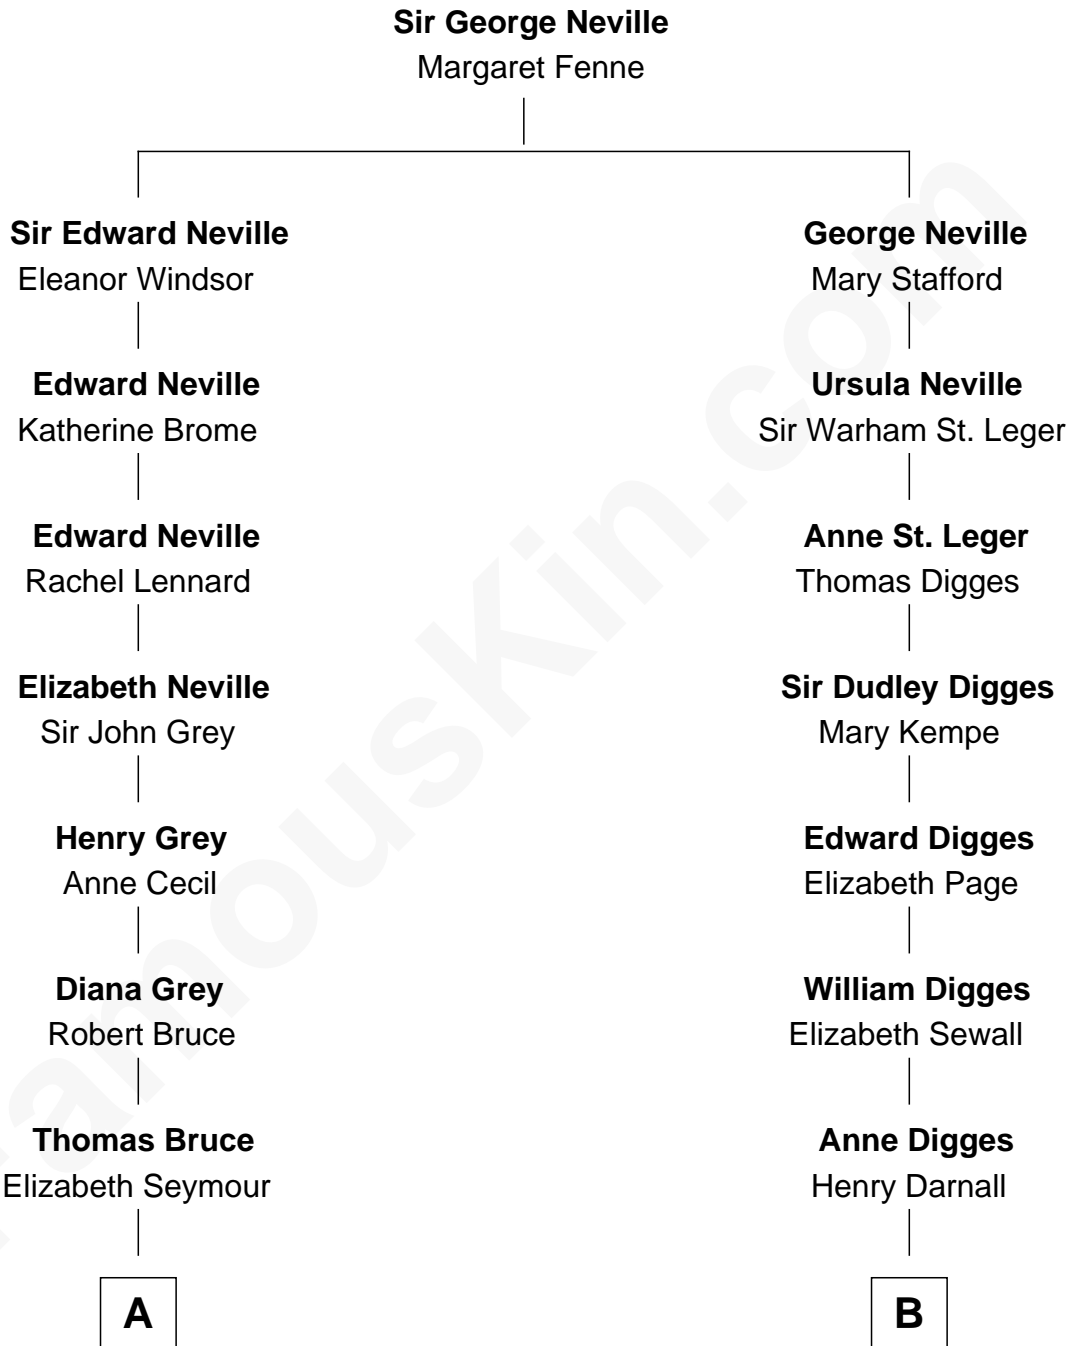 Sir George Neville
Margaret Fenne
Sir Edward Neville
Eleanor Windsor
George Neville
Mary Stafford
Edward Neville
Katherine Brome
Ursula Neville
Sir Warham St. Leger
Edward Neville
Rachel Lennard
Anne St. Leger
Thomas Digges
Elizabeth Neville
Sir John Grey
Sir Dudley Digges
Mary Kempe
Henry Grey
Anne Cecil
Edward Digges
Elizabeth Page
Diana Grey
Robert Bruce
William Digges
Elizabeth Sewall
Thomas Bruce
Elizabeth Seymour
Anne Digges
Henry Darnall
A
B
FamousKin.com